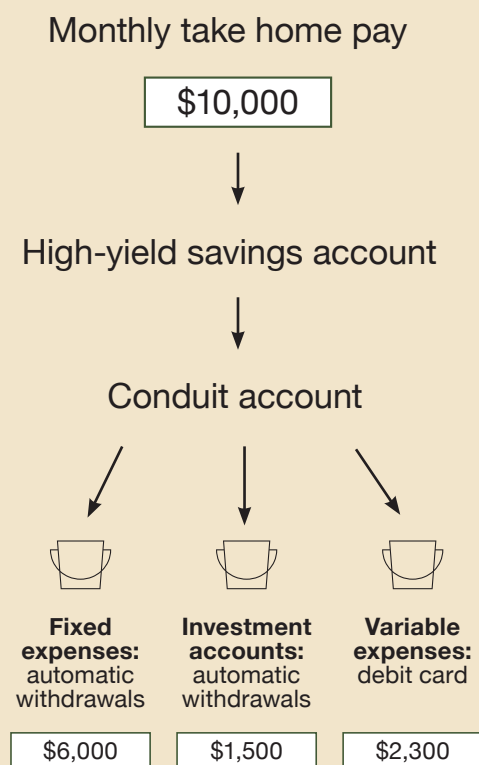 Monthly take home pay
$10,000
High-yield savings account
Conduit account
Fixed
expenses:
automatic
withdrawals
$6,000
Investment
accounts:
automatic
withdrawals
$1,500
Variable
expenses:
debit card
$2,300